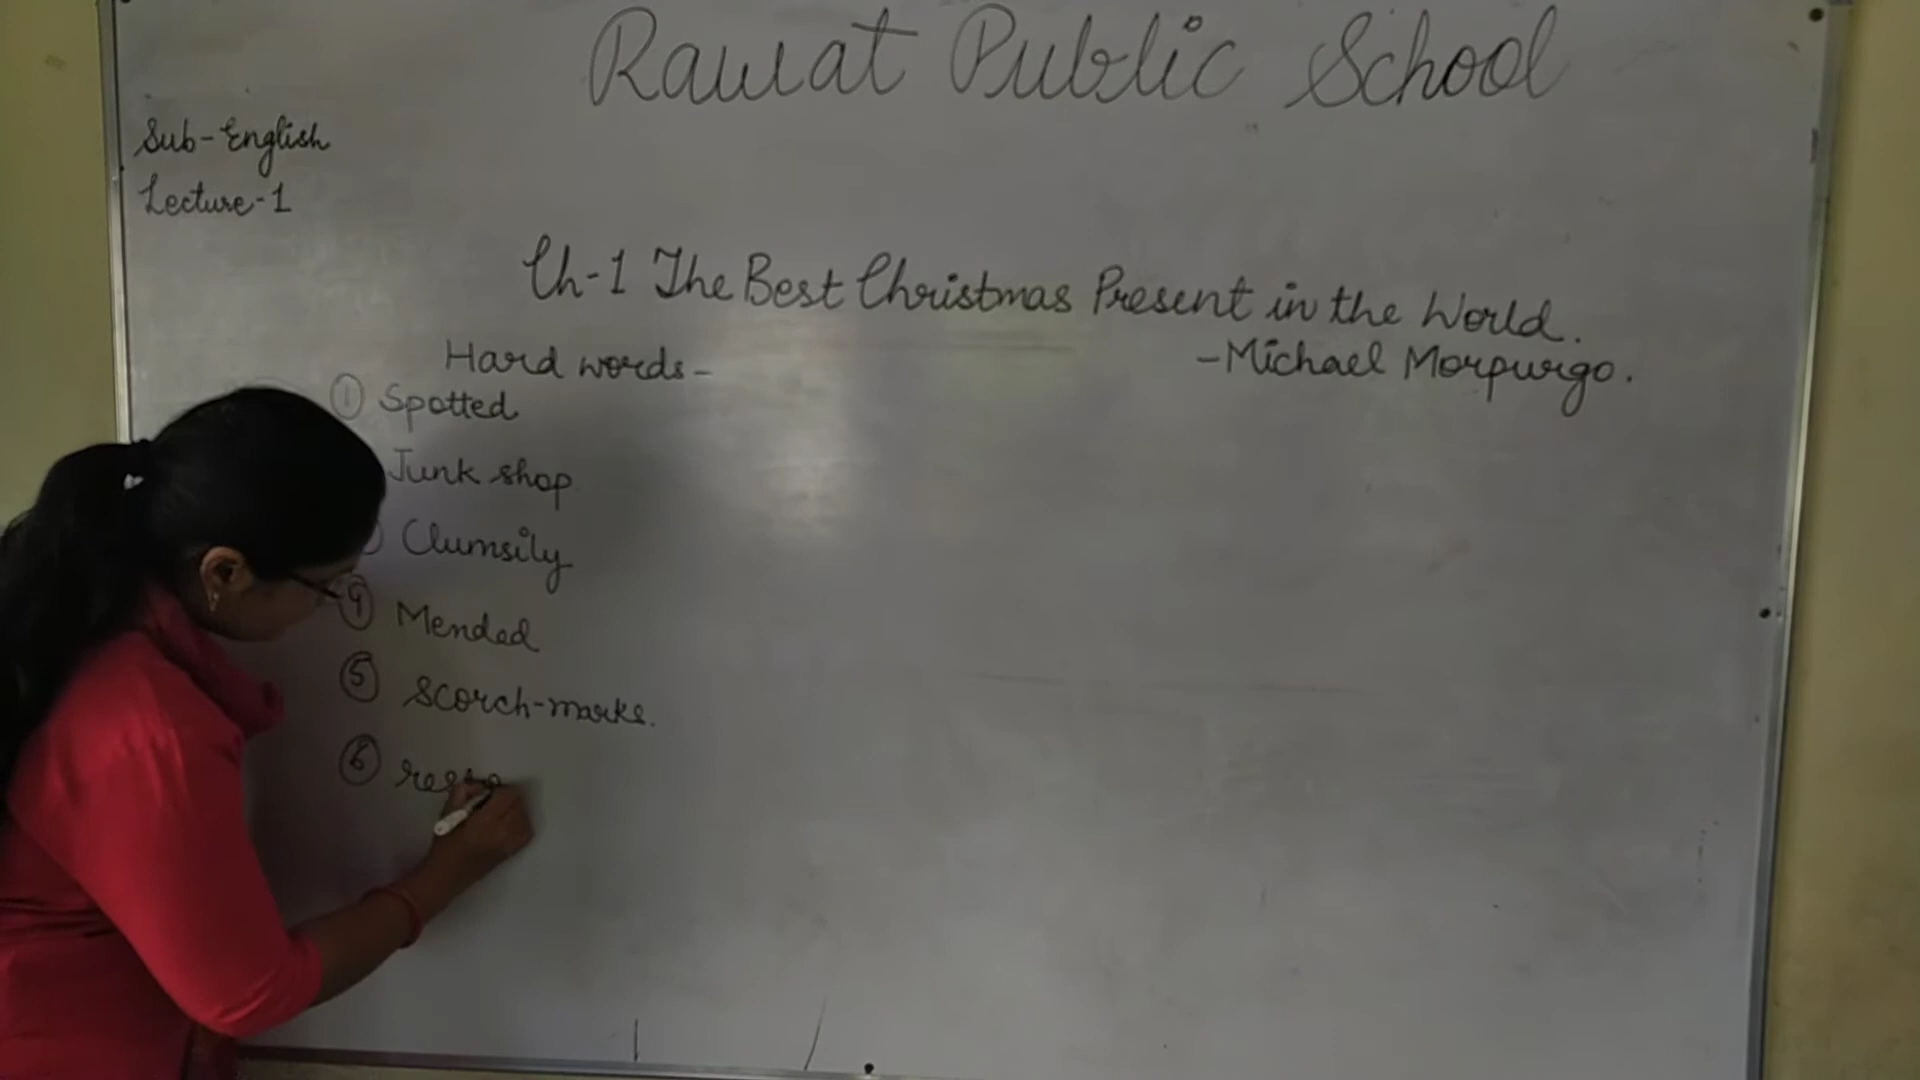 Rawat Public School
Sub-English
Lecture-1
Ch-1 The Best Christmas Present in the World.
-Michael Morpurgo.
Hard words-
① Spotted
Junk shop
Clumsily
④ Mended
⑤ scorch-marks.
⑥